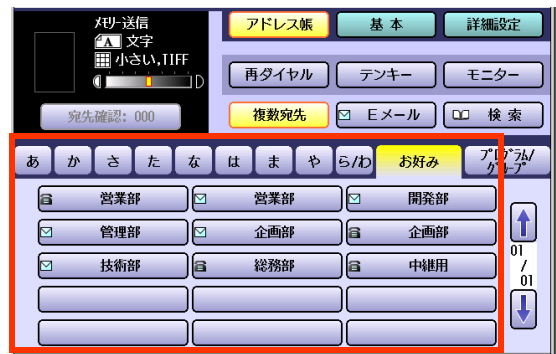 ﾒﾓﾘｰ送信
アドレス帳 基 本 詳細設定
A 文字
小さい,TIFF
D
再ダイヤル テンキー モニター
宛先確認: 000 複数宛先 Eメール 検 索
あ か さ た な は ま や ら/わ お好み ﾌﾟﾛｸﾞﾗﾑ/
ｸﾞﾙｰﾌﾟ
営業部 営業部 開発部
管理部 企画部 企画部
技術部 総務部 中継用
01
/
01